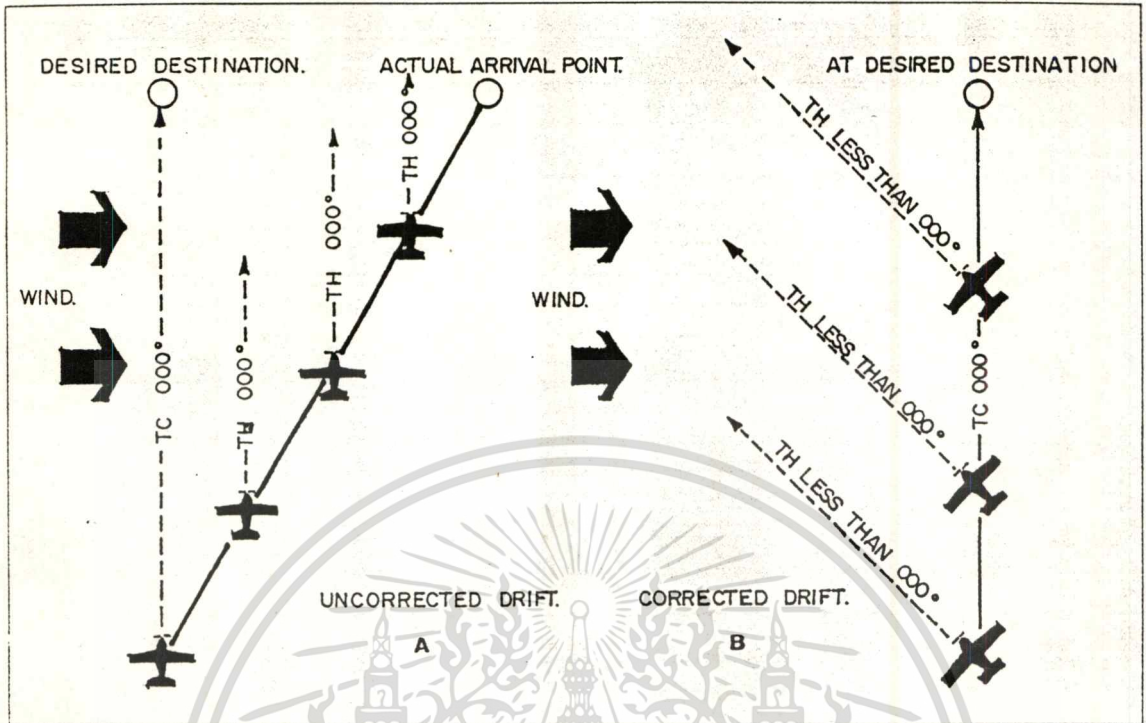 DESIRED DESTINATION.
ACTUAL ARRIVAL POINT.
AT DESIRED DESTINATION
WIND.
TC 000°
TH 000°
TH 000°
TH 000°
WIND.
TH LESS THAN 000°
TH LESS THAN 000°
TH LESS THAN 000°
TC 000°
UNCORRECTED DRIFT.
A
CORRECTED DRIFT.
B